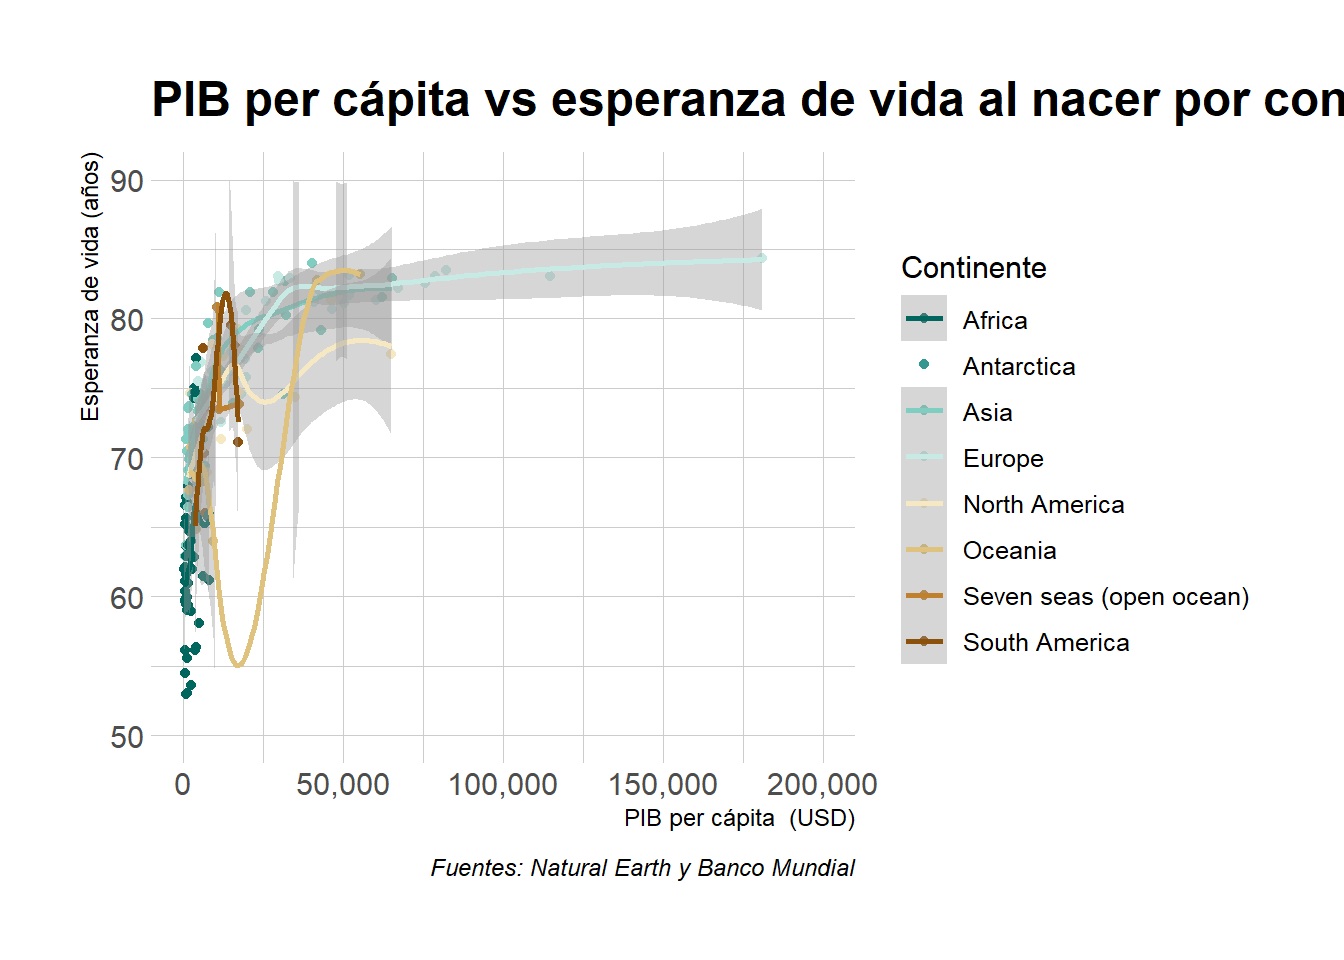 PIB per cápita vs esperanza de vida al nacer por con
Esperanza de vida (años)
90
80
70
60
50
0
50,000
100,000
150,000
200,000
PIB per cápita  (USD)
Fuentes: Natural Earth y Banco Mundial
Continente
Africa
Antarctica
Asia
Europe
North America
Oceania
Seven seas (open ocean)
South America